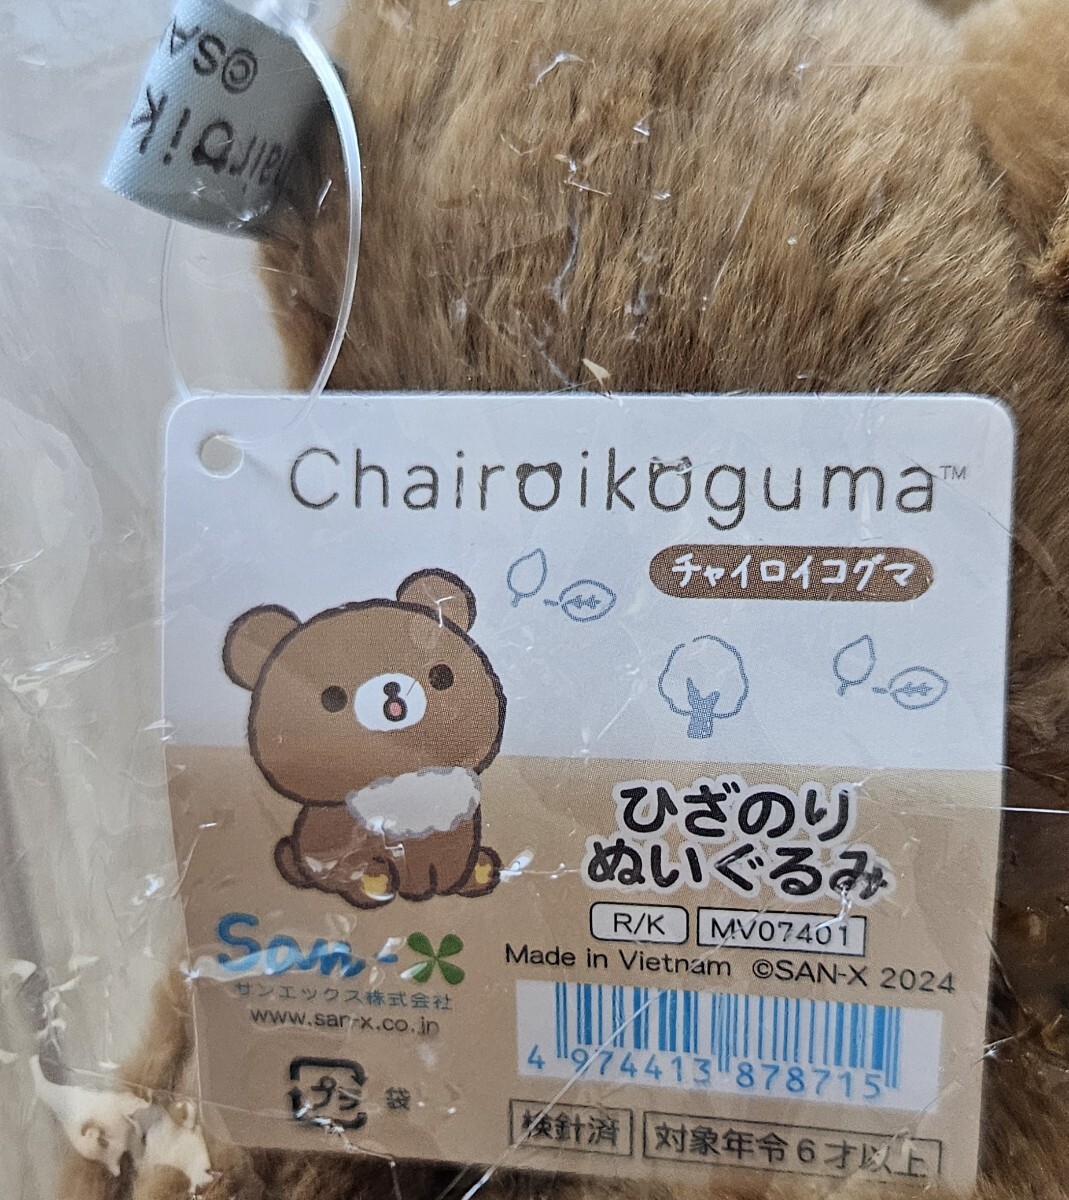 Chairoik
©SA
Chairoikoguma™
チャイロイコグマ
ひざのり
ぬいぐるみ
R/K MV07401
Made in Vietnam ©SAN-X 2024
San-X
サンエックス株式会社
www.san-x.co.jp
4 974413 878715
プラ 袋
検針済 対象年令6才以上